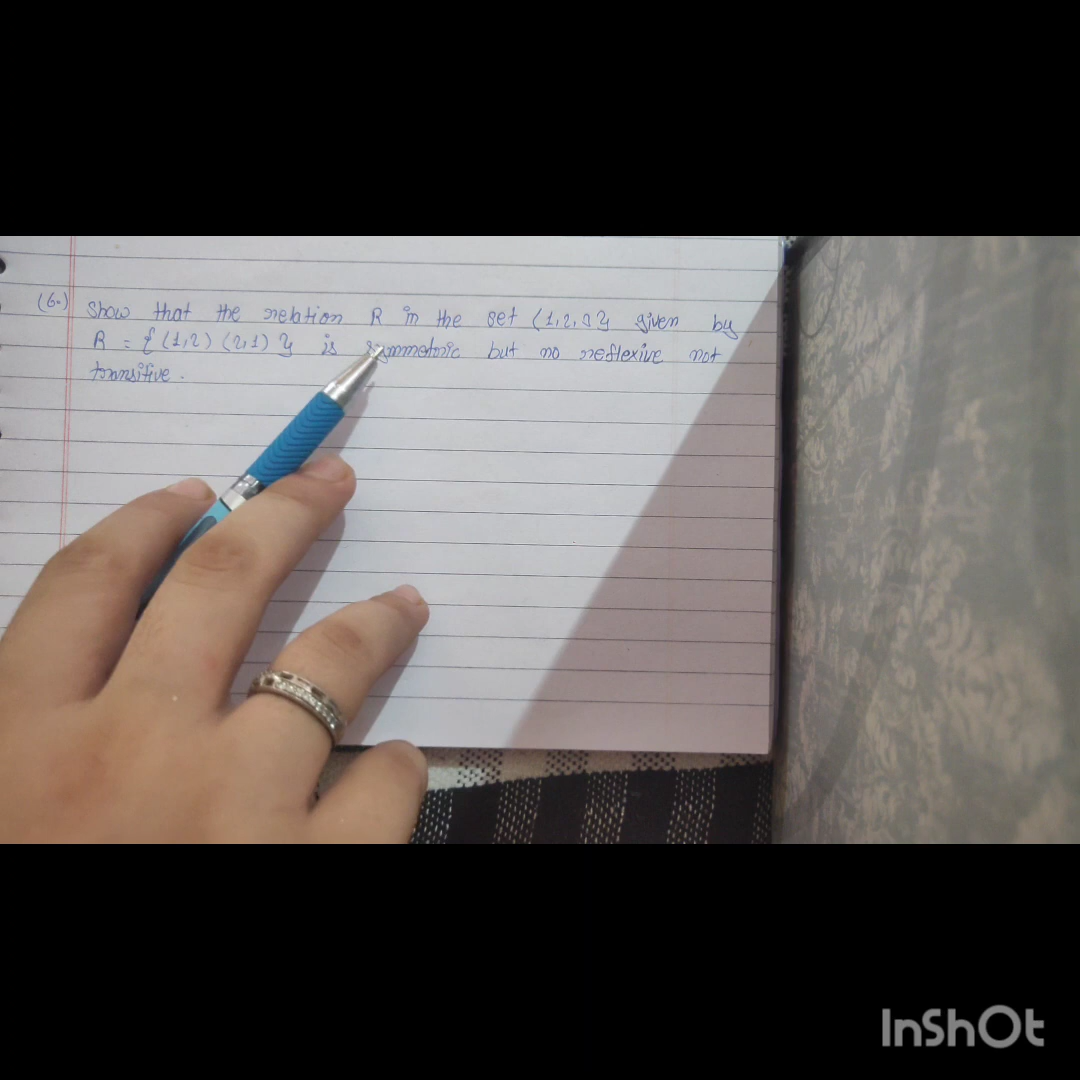 (6.) Show that the relation R in the set (1,2,3} given by
R = {(1,2) (2,1)} is symmetric but no reflexive not
transitive.
InShOt